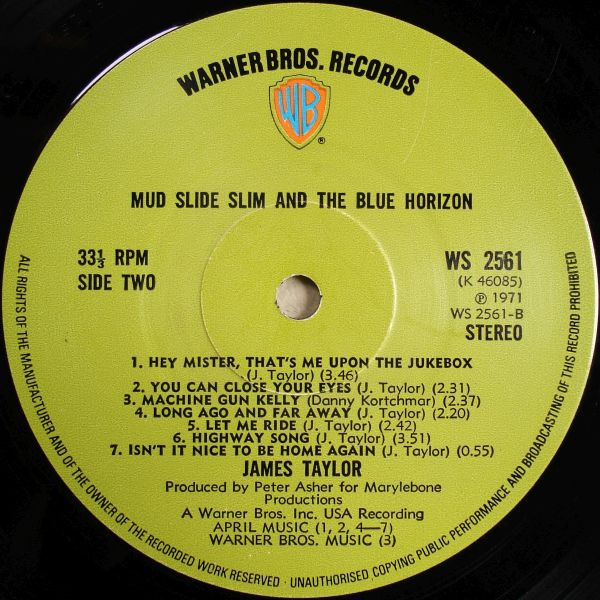 WARNER BROS. RECORDS
WB
®
MUD SLIDE SLIM AND THE BLUE HORIZON
33⅓ RPM
SIDE TWO
WS 2561
(K 46085)
℗ 1971
WS 2561-B
STEREO
1. HEY MISTER, THAT'S ME UPON THE JUKEBOX
(J. Taylor) (3.46)
2. YOU CAN CLOSE YOUR EYES (J. Taylor) (2.31)
3. MACHINE GUN KELLY (Danny Kortchmar) (2.37)
4. LONG AGO AND FAR AWAY (J. Taylor) (2.20)
5. LET ME RIDE (J. Taylor) (2.42)
6. HIGHWAY SONG (J. Taylor) (3.51)
7. ISN'T IT NICE TO BE HOME AGAIN (J. Taylor) (0.55)
JAMES TAYLOR
Produced by Peter Asher for Marylebone
Productions
A Warner Bros. Inc. USA Recording
APRIL MUSIC (1, 2, 4—7)
WARNER BROS. MUSIC (3)
ALL RIGHTS OF THE MANUFACTURER AND OF THE OWNER OF THE RECORDED WORK RESERVED · UNAUTHORISED COPYING PUBLIC PERFORMANCE AND BROADCASTING OF THIS RECORD PROHIBITED